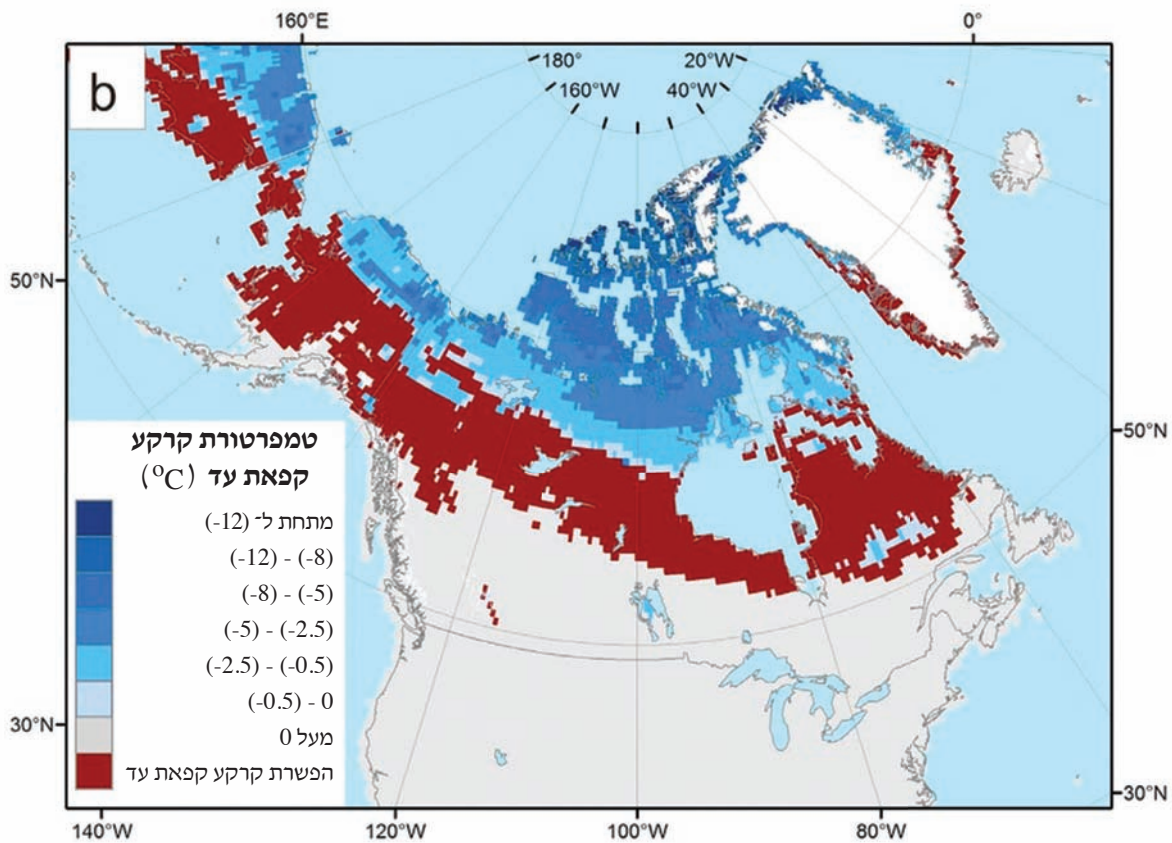 160°E
0°
b
180°
20°W
160°W
40°W
50°N
50°N
טמפרטורת קרקע
קפאת עד (°C)
מתחת ל־ (-12)
(-12) - (-8)
(-8) - (-5)
(-5) - (-2.5)
(-2.5) - (-0.5)
(-0.5) - 0
מעל 0
הפשרת קרקע קפאת עד
30°N
30°N
140°W
120°W
100°W
80°W